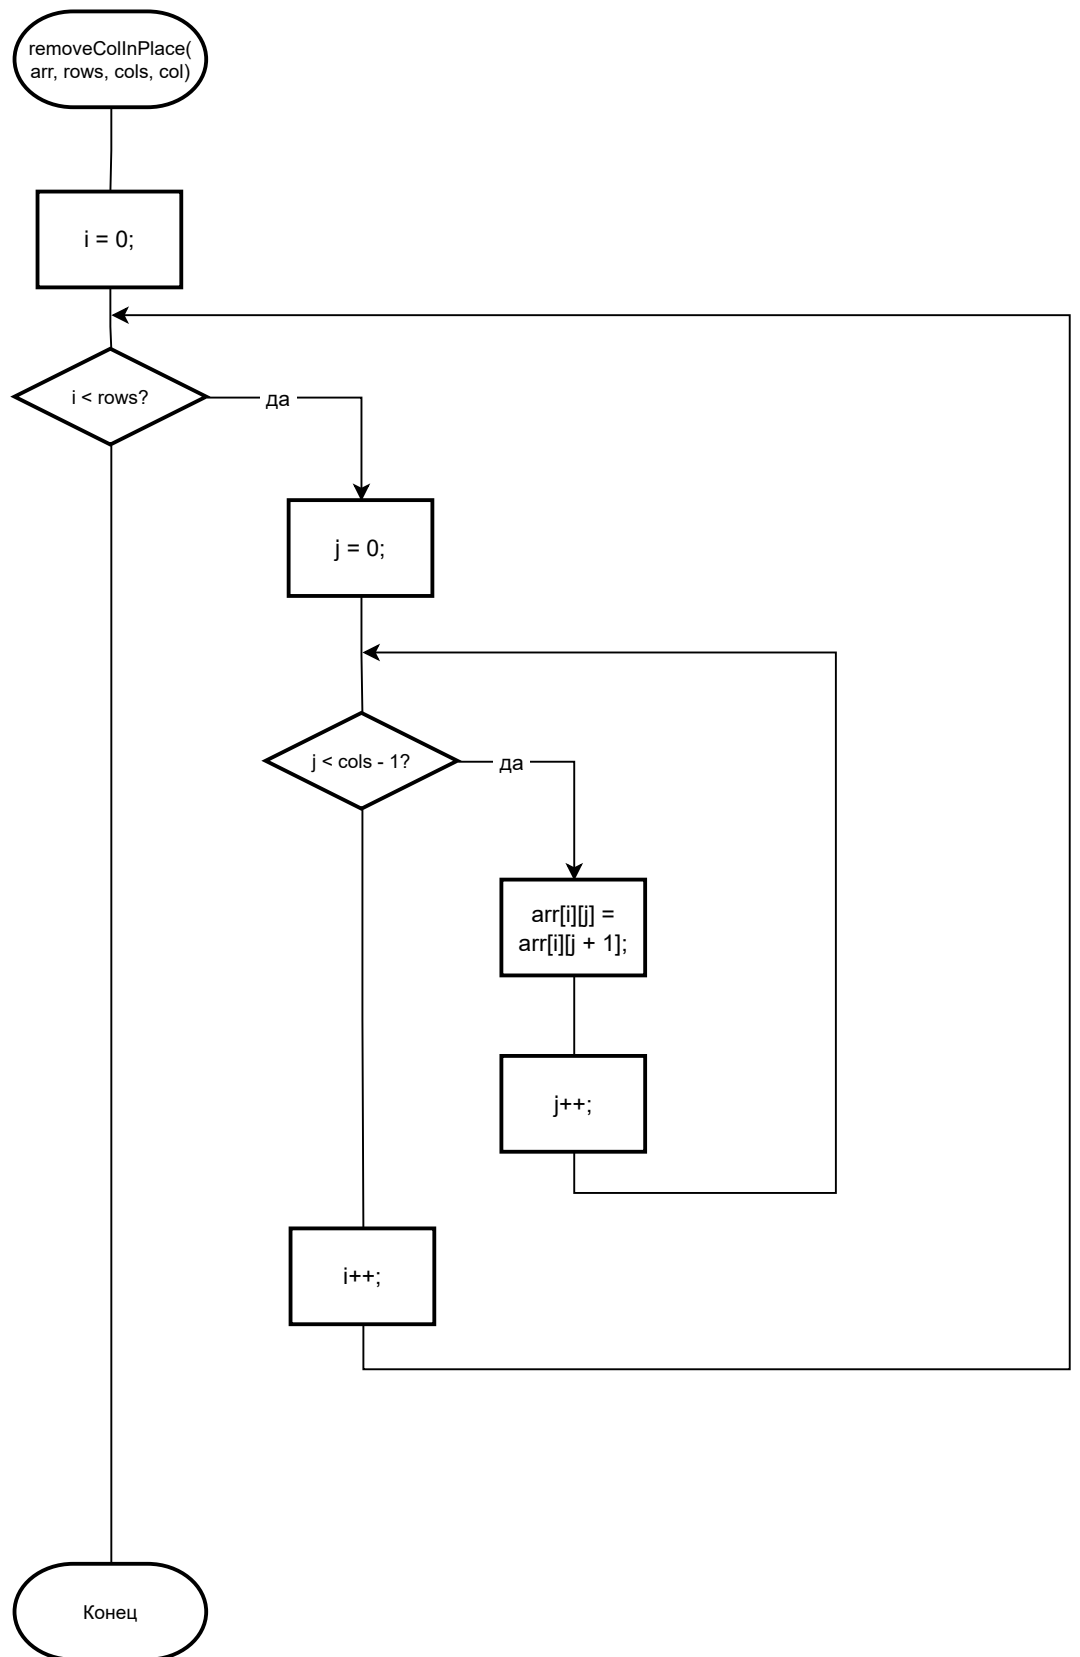 removeColInPlace(
arr, rows, cols, col)
i = 0;
i < rows?
да
j = 0;
j < cols - 1?
да
arr[i][j] =
arr[i][j + 1];
j++;
i++;
Конец